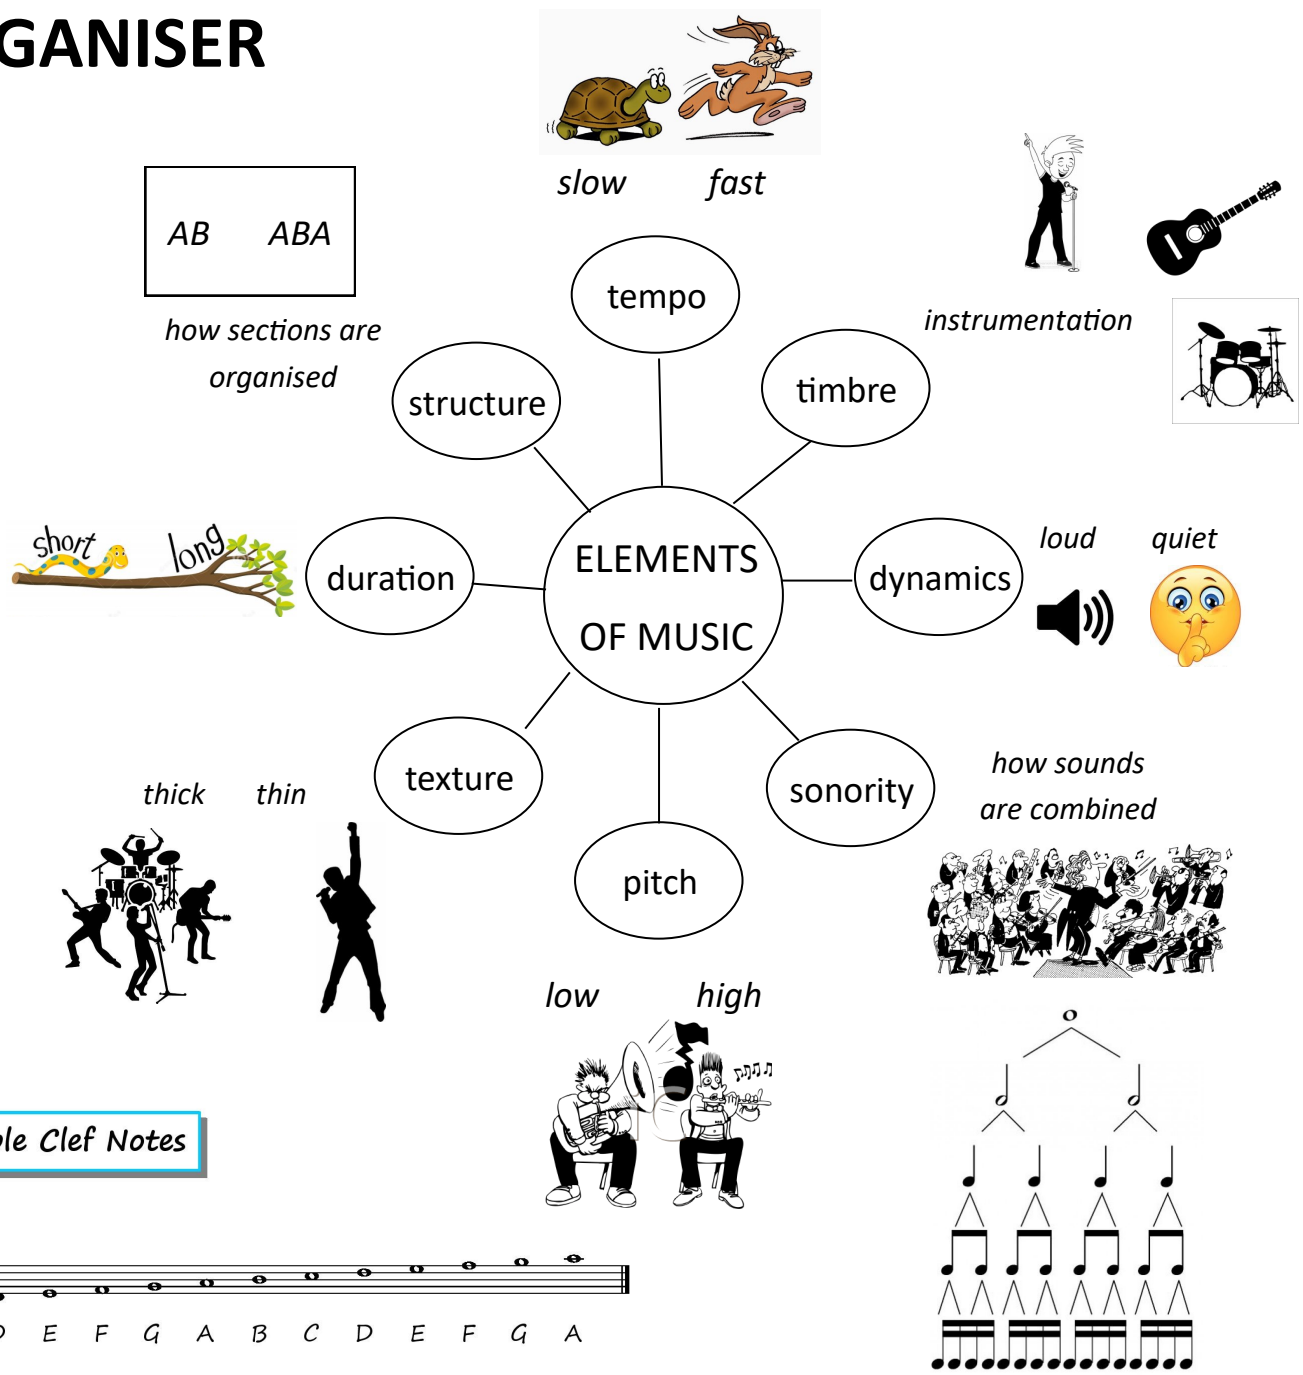 GANISER
slow fast
AB ABA
how sections are
organised
tempo
instrumentation
timbre
structure
short long
duration
ELEMENTS
OF MUSIC
dynamics
loud quiet
texture
thick thin
pitch
sonority
how sounds
are combined
low high
ble Clef Notes
D E F G A B C D E F G A